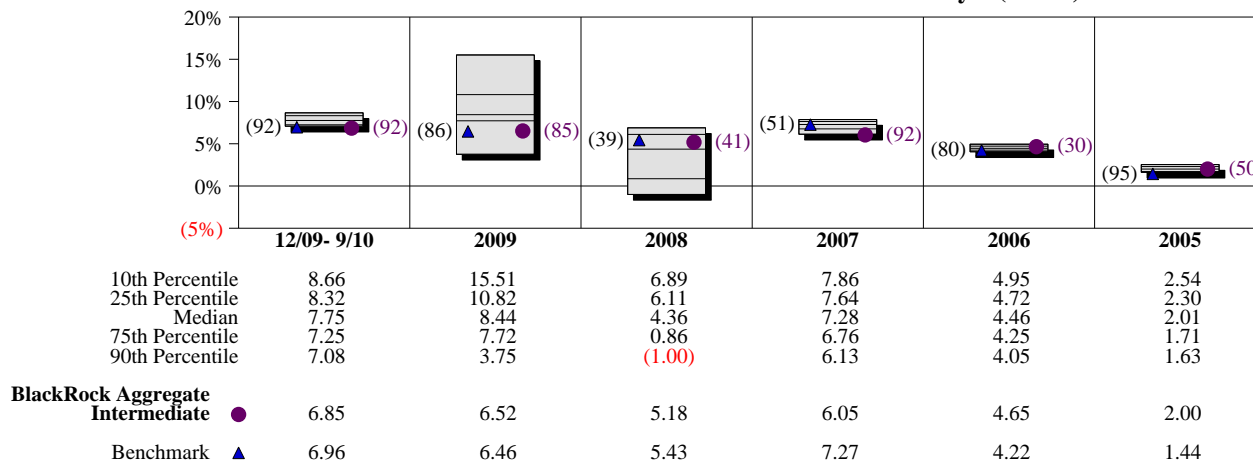 20%
15%
10%
5%
0%
(5%)
(92) (92) (86) (85) (39) (41) (51) (92) (80) (30) (95) (50
12/09- 9/10 2009 2008 2007 2006 2005
10th Percentile 8.66 15.51 6.89 7.86 4.95 2.54
25th Percentile 8.32 10.82 6.11 7.64 4.72 2.30
Median 7.75 8.44 4.36 7.28 4.46 2.01
75th Percentile 7.25 7.72 0.86 6.76 4.25 1.71
90th Percentile 7.08 3.75 (1.00) 6.13 4.05 1.63
BlackRock Aggregate
Intermediate 6.85 6.52 5.18 6.05 4.65 2.00
Benchmark 6.96 6.46 5.43 7.27 4.22 1.44